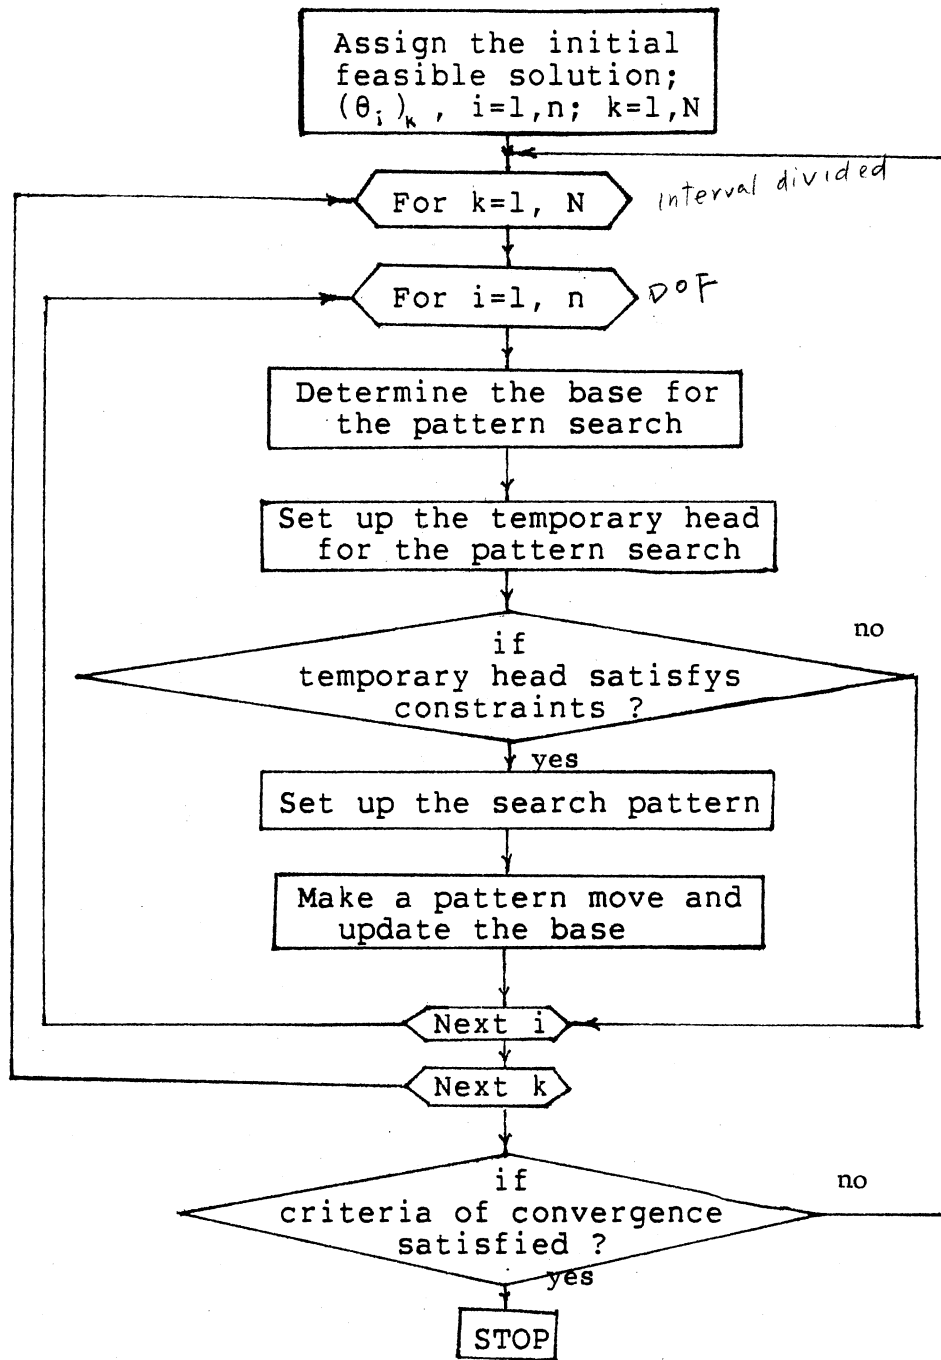 Assign the initial
feasible solution;
(θᵢ)ₖ, i=1,n; k=1,N
For k=1, N
interval divided
For i=1, n
DOF
Determine the base for
the pattern search
Set up the temporary head
for the pattern search
if
temporary head satisfys
constraints ?
no
yes
Set up the search pattern
Make a pattern move and
update the base
Next i
Next k
if
criteria of convergence
satisfied ?
no
yes
STOP